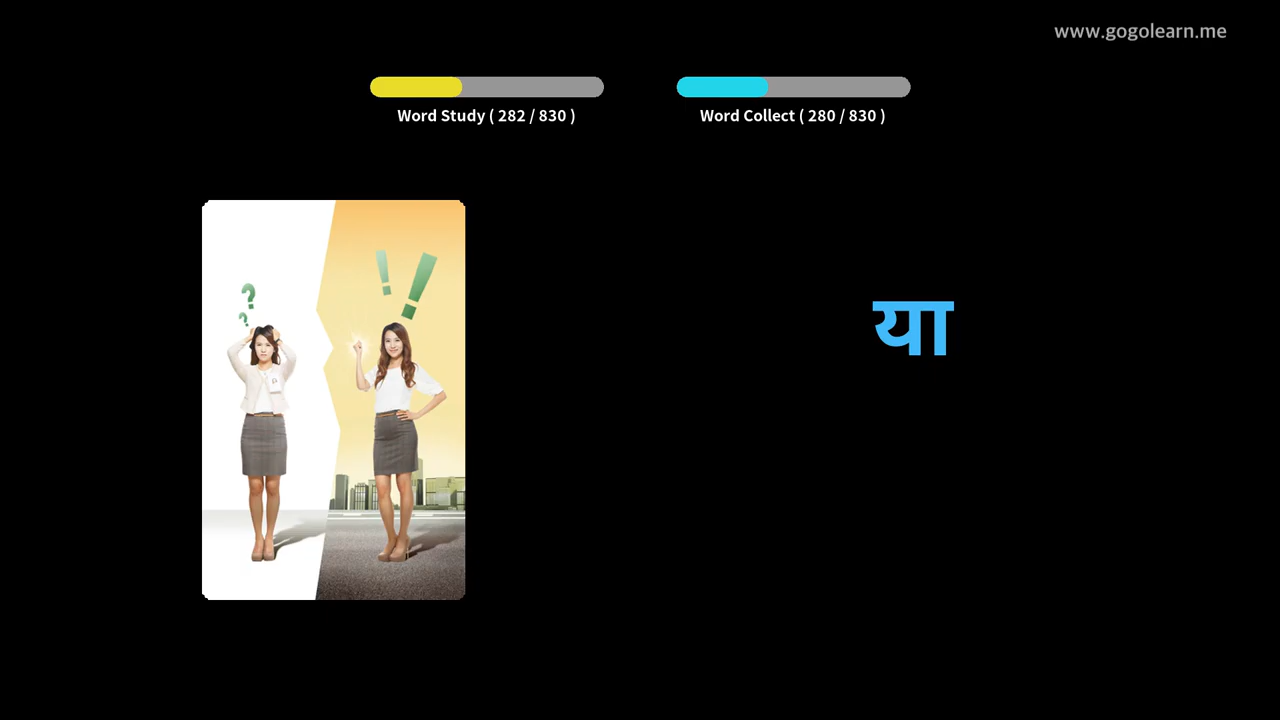 www.gogolearn.me
Word Study ( 282 / 830 )
Word Collect ( 280 / 830 )
? ?
! !
या